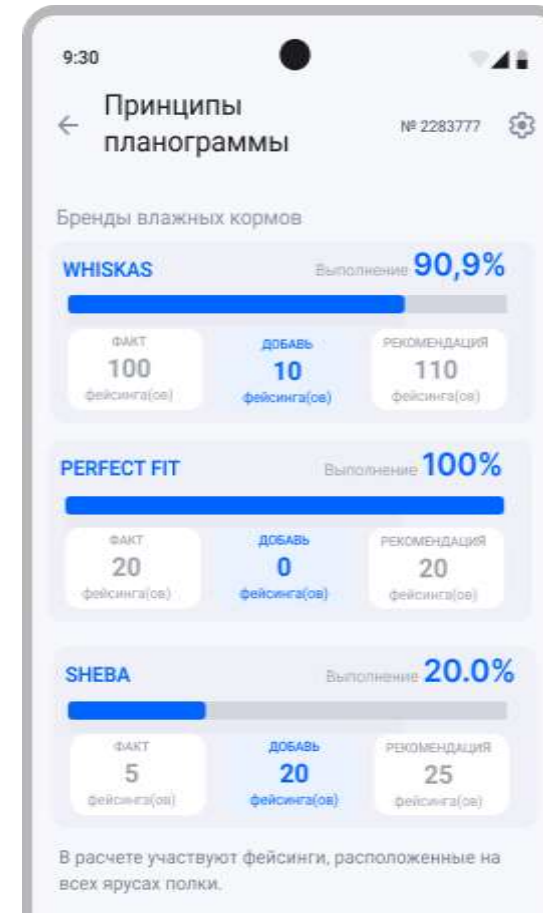 9:30
Принципы
планограммы
№ 2283777
Бренды влажных кормов
WHISKAS Выполнение 90,9%
ФАКТ ДОБАВЬ РЕКОМЕНДАЦИЯ
100 10 110
фейсинга(ов) фейсинга(ов) фейсинга(ов)
PERFECT FIT Выполнение 100%
ФАКТ ДОБАВЬ РЕКОМЕНДАЦИЯ
20 0 20
фейсинга(ов) фейсинга(ов) фейсинга(ов)
SHEBA Выполнение 20.0%
ФАКТ ДОБАВЬ РЕКОМЕНДАЦИЯ
5 20 25
фейсинга(ов) фейсинга(ов) фейсинга(ов)
В расчете участвуют фейсинги, расположенные на
всех ярусах полки.